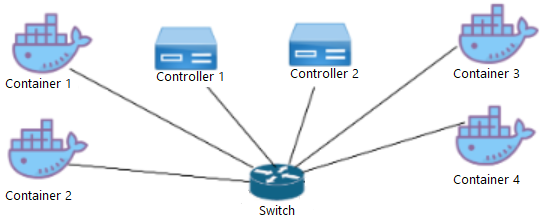 Container 1
Controller 1
Controller 2
Container 3
Container 2
Container 4
Switch